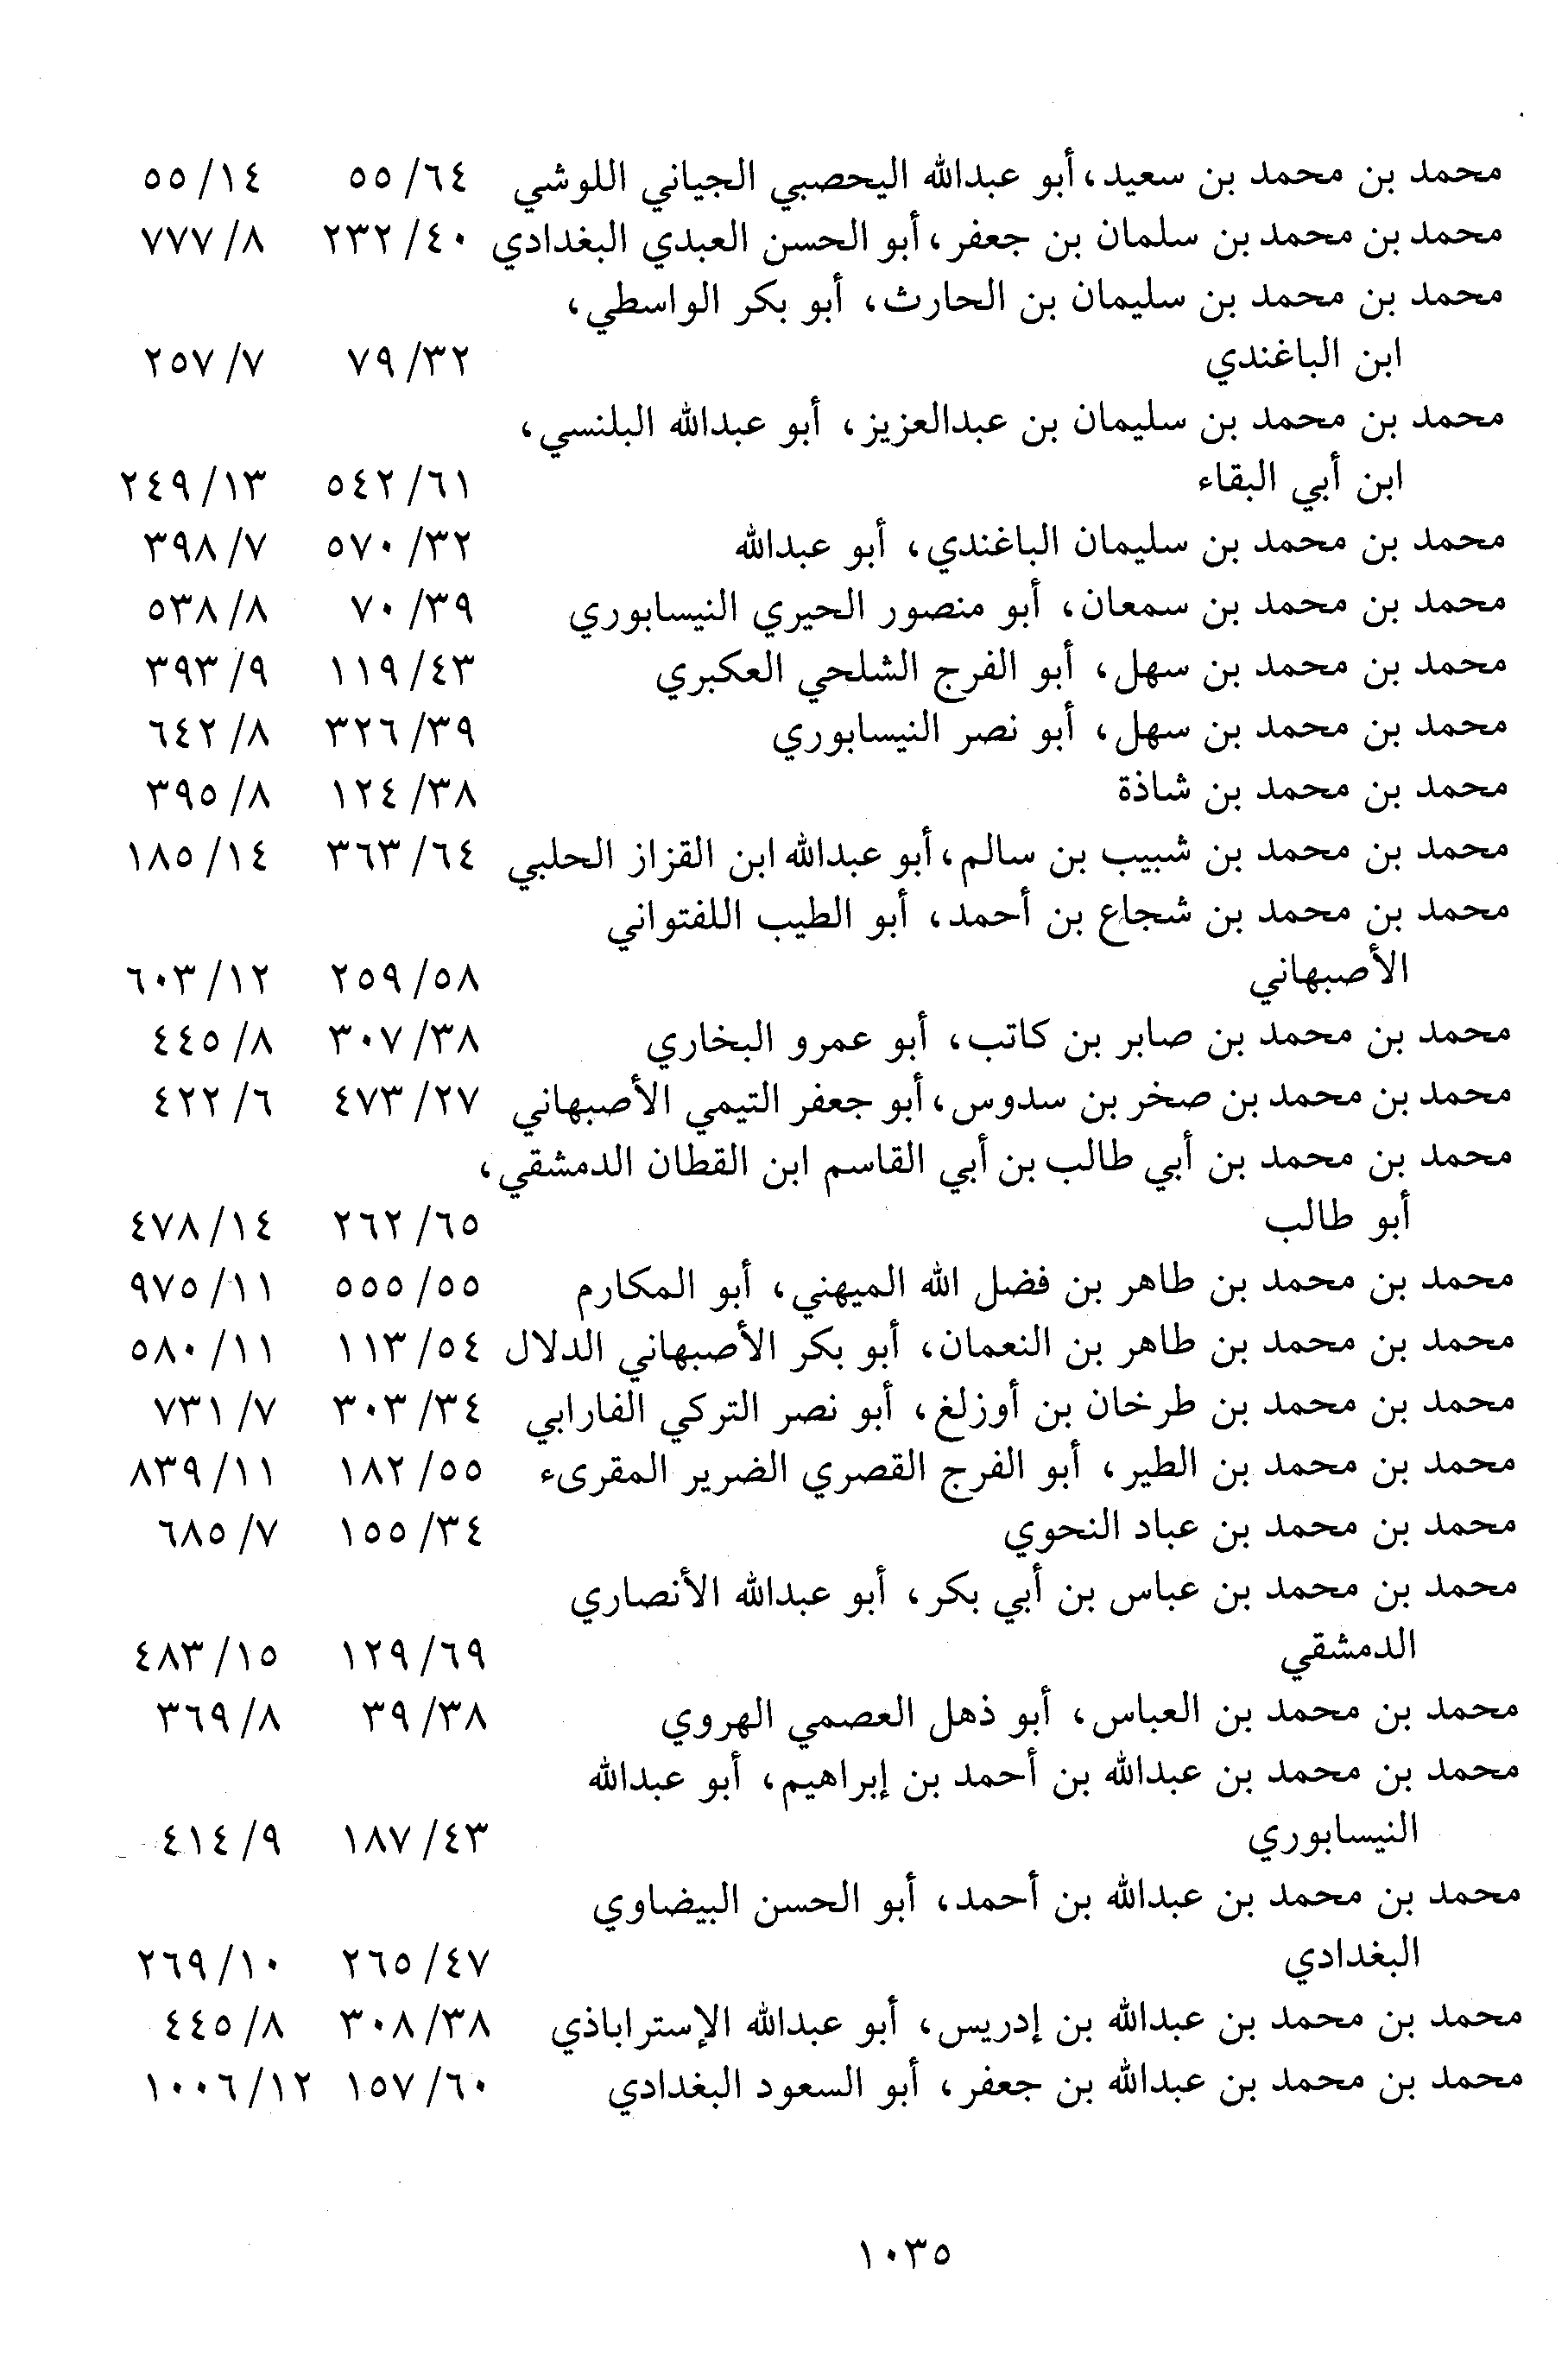 محمد بن محمد بن سعيد، أبو عبدالله اليحصبي الجياني اللوشي ٦٤/ ٥٥ ١٤/ ٥٥
محمد بن محمد بن سلمان بن جعفر، أبو الحسن العبدي البغدادي ٤٠/ ٢٣٢ ٨/ ٧٧٧
محمد بن محمد بن سليمان بن الحارث، أبو بكر الواسطي،
ابن الباغندي ٣٢/ ٧٩ ٧/ ٢٥٧
محمد بن محمد بن سليمان بن عبدالعزيز، أبو عبدالله البلنسي،
ابن أبي البقاء ٦١/ ٥٤٢ ١٣/ ٢٤٩
محمد بن محمد بن سليمان الباغندي، أبو عبدالله ٣٢/ ٥٧٠ ٧/ ٣٩٨
محمد بن محمد بن سمعان، أبو منصور الحيري النيسابوري ٣٩/ ٧٠ ٨/ ٥٣٨
محمد بن محمد بن سهل، أبو الفرج الشلحي العكبري ٤٣/ ١١٩ ٩/ ٣٩٣
محمد بن محمد بن سهل، أبو نصر النيسابوري ٣٩/ ٣٢٦ ٨/ ٦٤٢
محمد بن محمد بن شاذة ٣٨/ ١٢٤ ٨/ ٣٩٥
محمد بن محمد بن شبيب بن سالم، أبو عبدالله ابن القزاز الحلبي ٦٤/ ٣٦٣ ١٤/ ١٨٥
محمد بن محمد بن شجاع بن أحمد، أبو الطيب اللفتواني
الأصبهاني ٥٨/ ٢٥٩ ١٢/ ٦٠٣
محمد بن محمد بن صابر بن كاتب، أبو عمرو البخاري ٣٨/ ٣٠٧ ٨/ ٤٤٥
محمد بن محمد بن صخر بن سدوس، أبو جعفر التيمي الأصبهاني ٢٧/ ٤٧٣ ٦/ ٤٢٢
محمد بن محمد بن أبي طالب بن أبي القاسم ابن القطان الدمشقي،
أبو طالب ٦٥/ ٢٦٢ ١٤/ ٤٧٨
محمد بن محمد بن طاهر بن فضل الله الميهني، أبو المكارم ٥٥/ ٥٥٥ ١١/ ٩٧٥
محمد بن محمد بن طاهر بن النعمان، أبو بكر الأصبهاني الدلال ٥٤/ ١١٣ ١١/ ٥٨٠
محمد بن محمد بن طرخان بن أوزلغ، أبو نصر التركي الفارابي ٣٤/ ٣٠٣ ٧/ ٧٣١
محمد بن محمد بن الطير، أبو الفرج القصري الضرير المقرىء ٥٥/ ١٨٢ ١١/ ٨٣٩
محمد بن محمد بن عباد النحوي ٣٤/ ١٥٥ ٧/ ٦٨٥
محمد بن محمد بن عباس بن أبي بكر، أبو عبدالله الأنصاري
الدمشقي ٦٩/ ١٢٩ ١٥/ ٤٨٣
محمد بن محمد بن العباس، أبو ذهل العصمي الهروي ٣٨/ ٣٩ ٨/ ٣٦٩
محمد بن محمد بن عبدالله بن أحمد بن إبراهيم، أبو عبدالله
النيسابوري ٤٣/ ١٨٧ ٩/ ٤١٤
محمد بن محمد بن عبدالله بن أحمد، أبو الحسن البيضاوي
البغدادي ٤٧/ ٢٦٥ ١٠/ ٢٦٩
محمد بن محمد بن عبدالله بن إدريس، أبو عبدالله الإستراباذي ٣٨/ ٣٠٨ ٨/ ٤٤٥
محمد بن محمد بن عبدالله بن جعفر، أبو السعود البغدادي ٦٠/ ١٥٧ ١٢/ ١٠٠٦
١٠٣٥